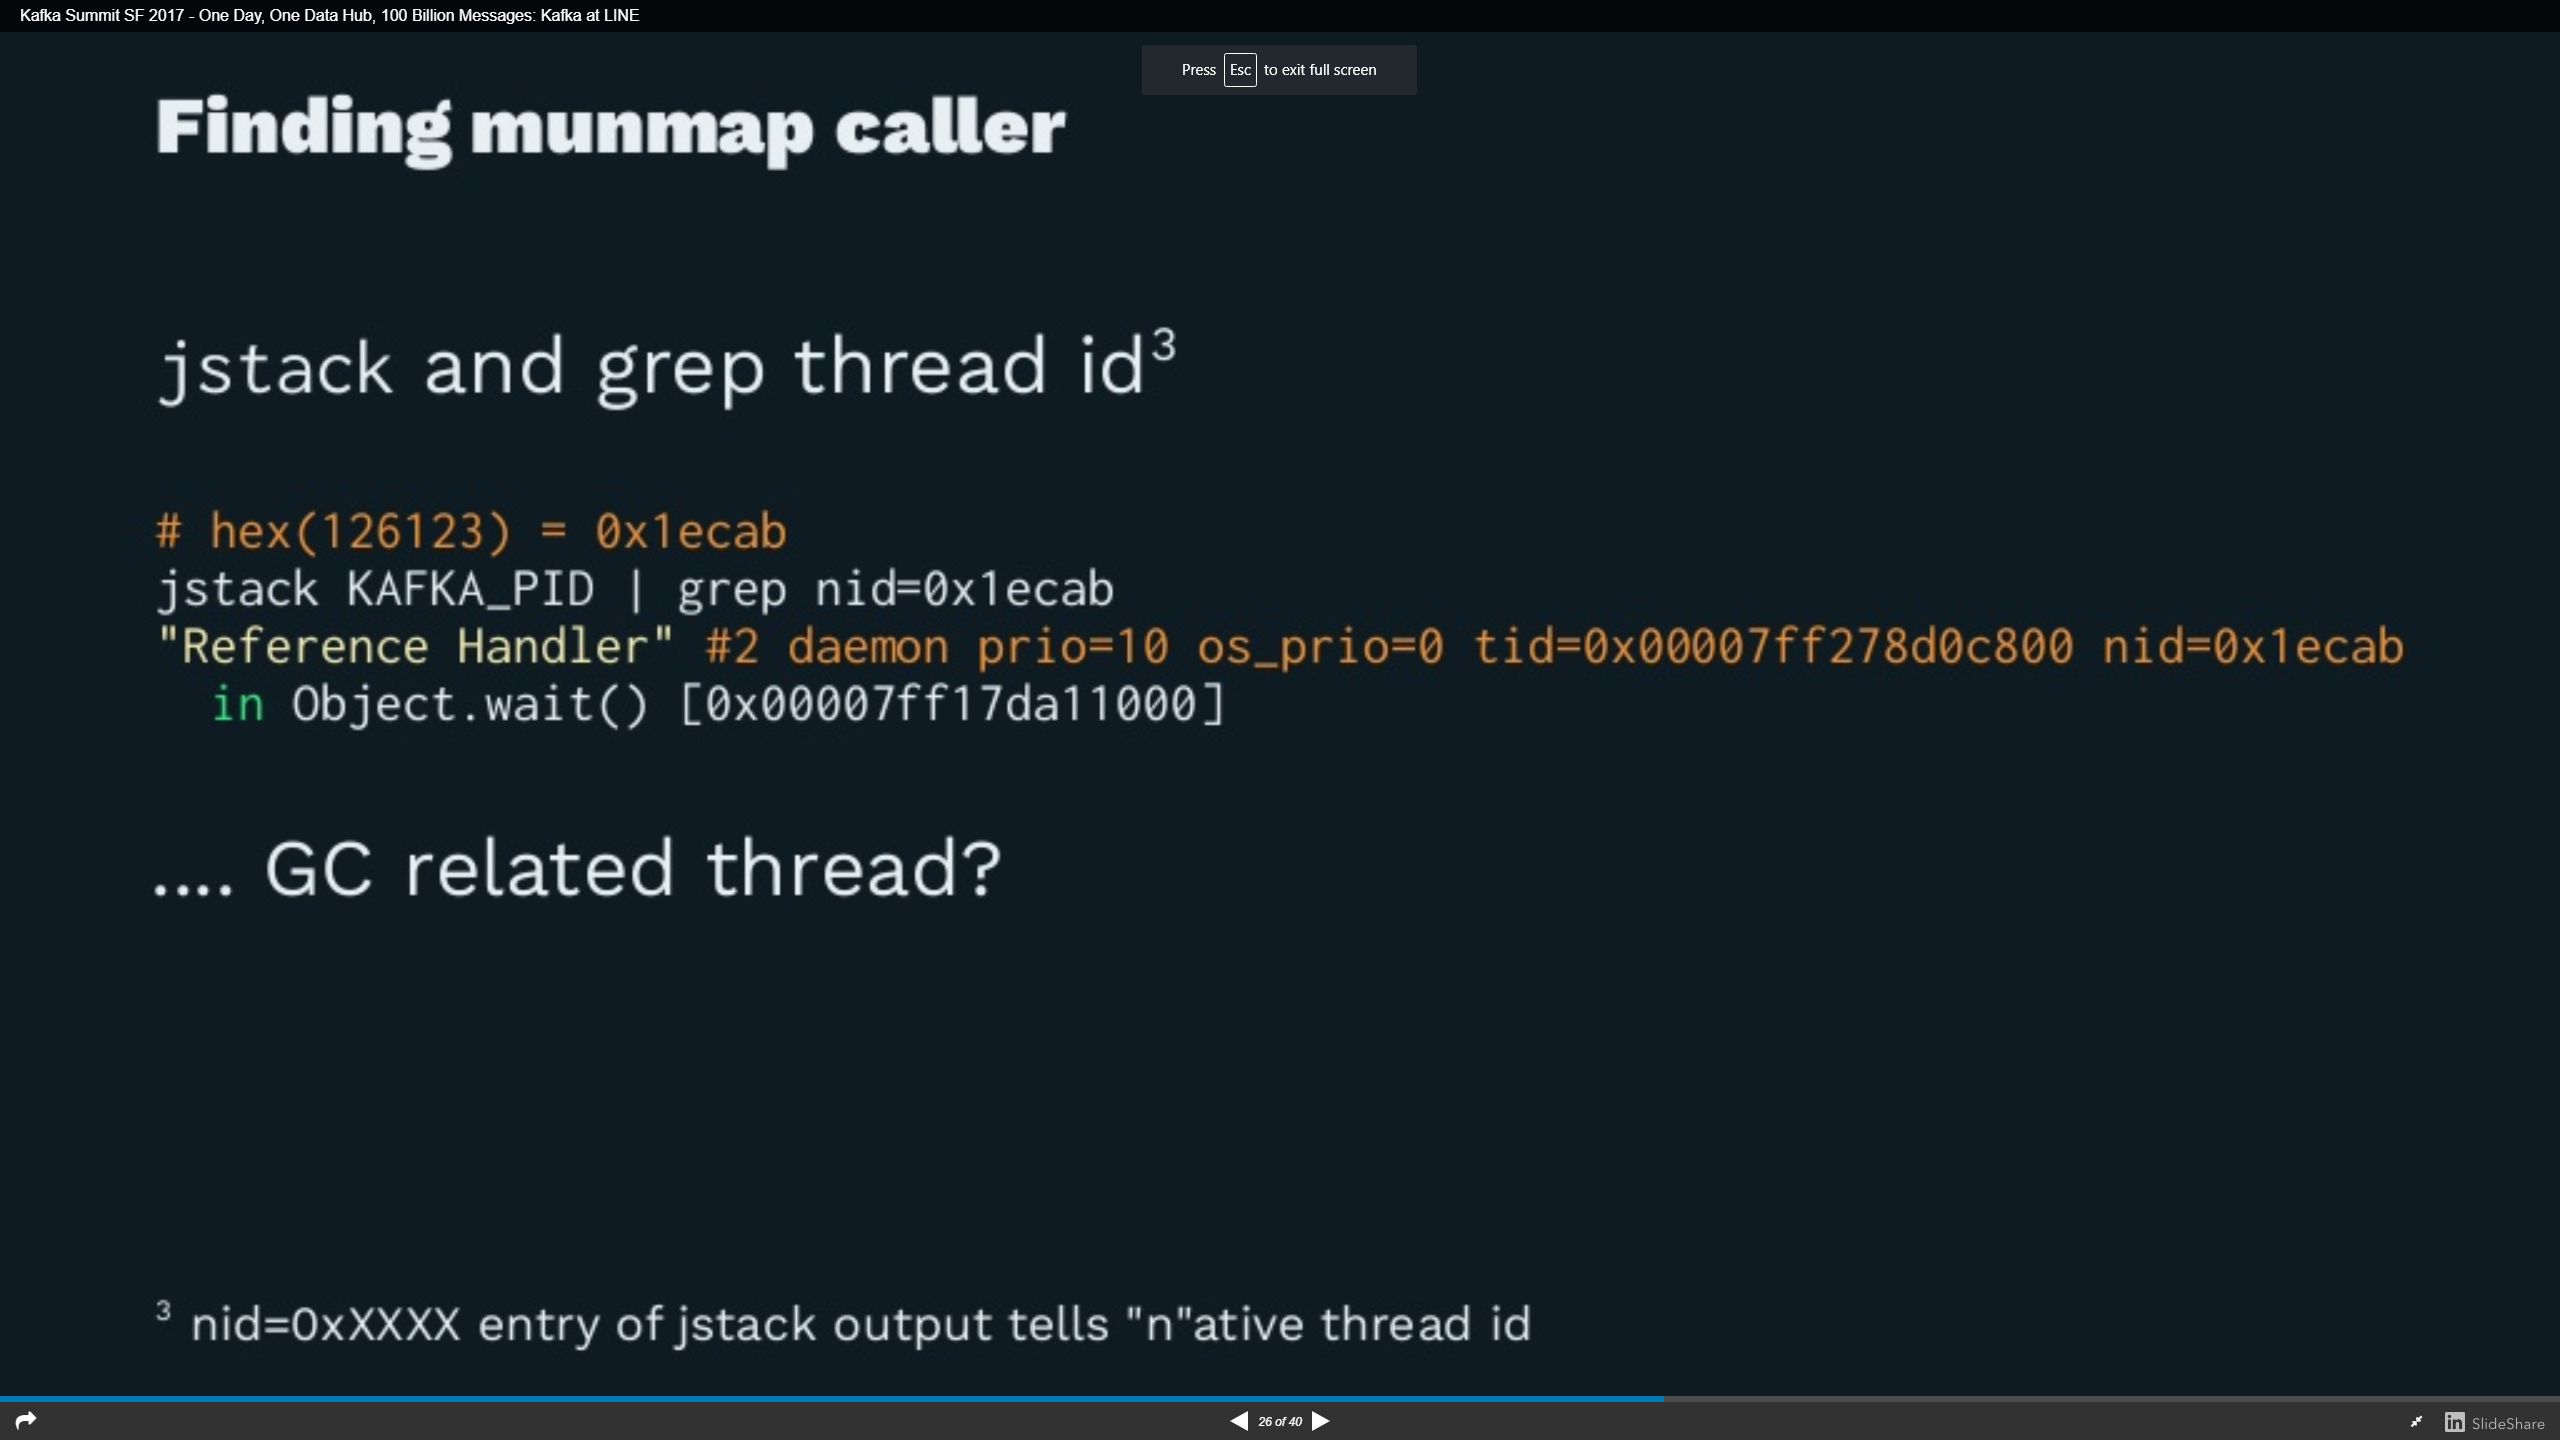 Kafka Summit SF 2017 - One Day, One Data Hub, 100 Billion Messages: Kafka at LINE
Press Esc to exit full screen
Finding munmap caller
jstack and grep thread id³
# hex(126123) = 0x1ecab
jstack KAFKA_PID | grep nid=0x1ecab
"Reference Handler" #2 daemon prio=10 os_prio=0 tid=0x00007ff278d0c800 nid=0x1ecab
in Object.wait() [0x00007ff17da11000]
.... GC related thread?
³ nid=0xXXXX entry of jstack output tells "n"ative thread id
26 of 40
in SlideShare